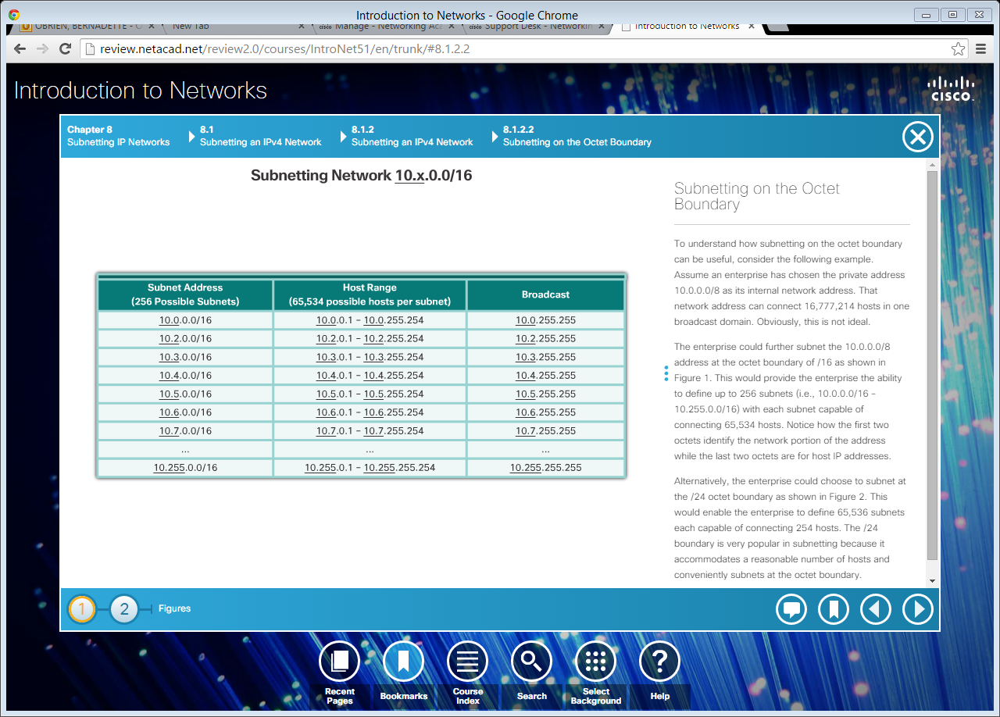 Introduction to Networks - Google Chrome
OBRIEN, BERNADETTE - New Tab Manage - Networking Aca Support Desk - Networkin Introduction to Networks
review.netacad.net/review2.0/courses/IntroNet51/en/trunk/#8.1.2.2
Introduction to Networks
CISCO.
Chapter 8 8.1 8.1.2 8.1.2.2
Subnetting IP Networks Subnetting an IPv4 Network Subnetting an IPv4 Network Subnetting on the Octet Boundary
Subnetting Network 10.x.0.0/16
Subnet Address Host Range Broadcast
(256 Possible Subnets) (65,534 possible hosts per subnet)
10.0.0.0/16 10.0.0.1 – 10.0.255.254 10.0.255.255
10.2.0.0/16 10.2.0.1 – 10.2.255.254 10.2.255.255
10.3.0.0/16 10.3.0.1 – 10.3.255.254 10.3.255.255
10.4.0.0/16 10.4.0.1 – 10.4.255.254 10.4.255.255
10.5.0.0/16 10.5.0.1 – 10.5.255.254 10.5.255.255
10.6.0.0/16 10.6.0.1 – 10.6.255.254 10.6.255.255
10.7.0.0/16 10.7.0.1 – 10.7.255.254 10.7.255.255
... ... ...
10.255.0.0/16 10.255.0.1 – 10.255.255.254 10.255.255.255
Subnetting on the Octet
Boundary
To understand how subnetting on the octet boundary
can be useful, consider the following example.
Assume an enterprise has chosen the private address
10.0.0.0/8 as its internal network address. That
network address can connect 16,777,214 hosts in one
broadcast domain. Obviously, this is not ideal.
The enterprise could further subnet the 10.0.0.0/8
address at the octet boundary of /16 as shown in
Figure 1. This would provide the enterprise the ability
to define up to 256 subnets (i.e., 10.0.0.0/16 –
10.255.0.0/16) with each subnet capable of
connecting 65,534 hosts. Notice how the first two
octets identify the network portion of the address
while the last two octets are for host IP addresses.
Alternatively, the enterprise could choose to subnet at
the /24 octet boundary as shown in Figure 2. This
would enable the enterprise to define 65,536 subnets
each capable of connecting 254 hosts. The /24
boundary is very popular in subnetting because it
accommodates a reasonable number of hosts and
conveniently subnets at the octet boundary.
1 2 Figures
Recent Pages
Bookmarks
Course Index
Search
Select Background
? Help